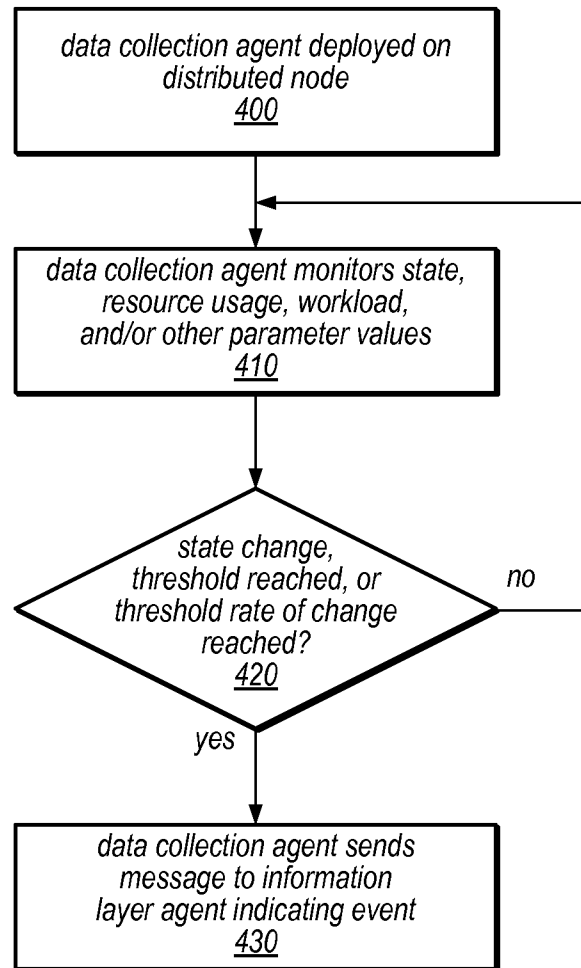 data collection agent deployed on
distributed node
400
data collection agent monitors state,
resource usage, workload,
and/or other parameter values
410
state change,
threshold reached, or
threshold rate of change
reached?
420
no
yes
data collection agent sends
message to information
layer agent indicating event
430